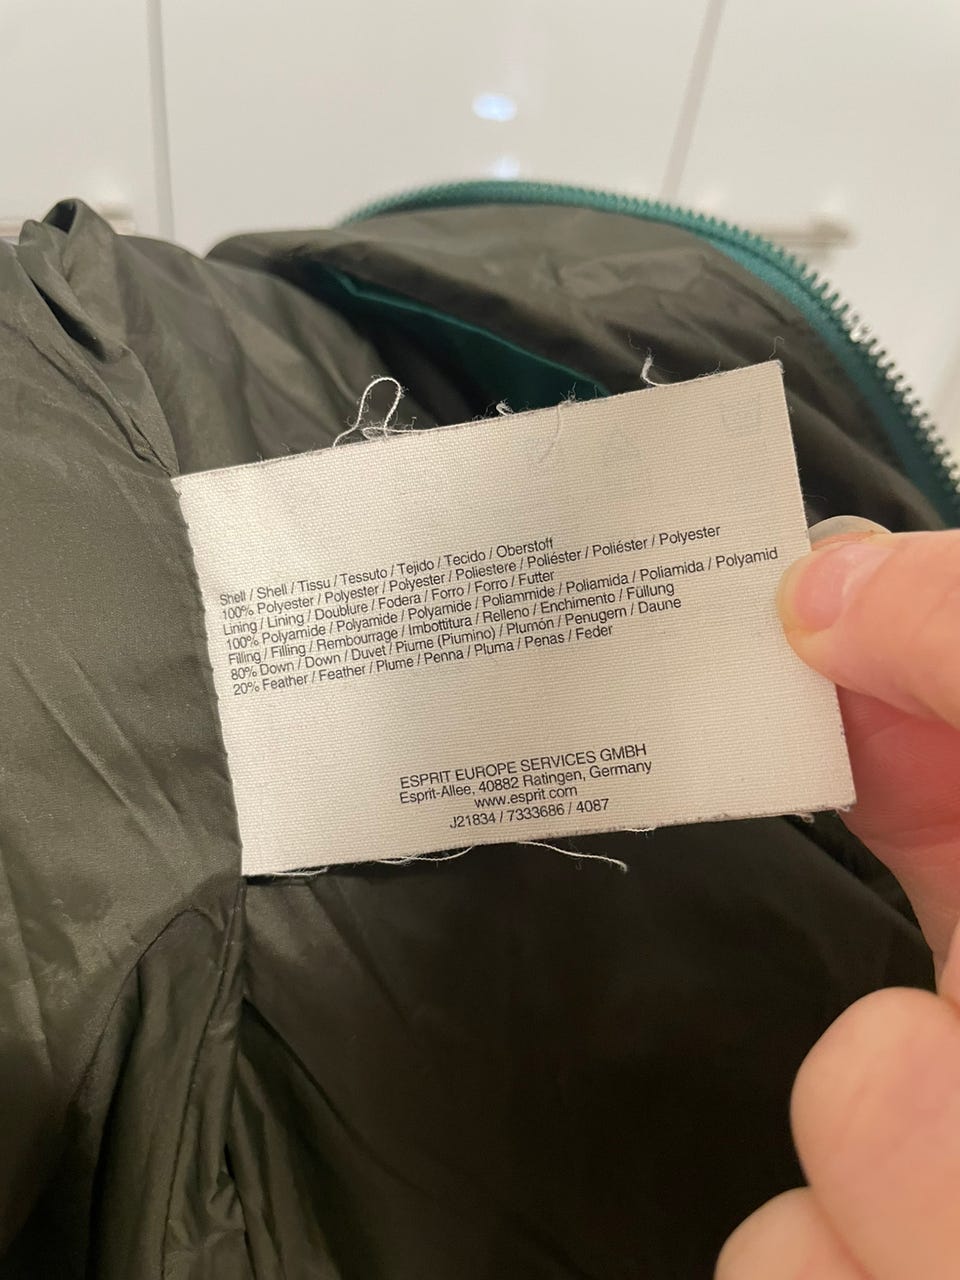 Shell / Shell / Tissu / Tessuto / Tejido / Tecido / Oberstoff
100% Polyester / Polyester / Polyester / Poliestere / Poliéster / Poliéster / Polyester
Lining / Lining / Doublure / Fodera / Forro / Forro / Futter
100% Polyamide / Polyamide / Polyamide / Poliammide / Poliamida / Poliamida / Polyamid
Filling / Filling / Rembourrage / Imbottitura / Relleno / Enchimento / Füllung
80% Down / Down / Duvet / Piume (Piumino) / Plumón / Penugem / Daune
20% Feather / Feather / Plume / Penna / Pluma / Penas / Feder
ESPRIT EUROPE SERVICES GMBH
Esprit-Allee, 40882 Ratingen, Germany
www.esprit.com
J21834 / 7333686 / 4087